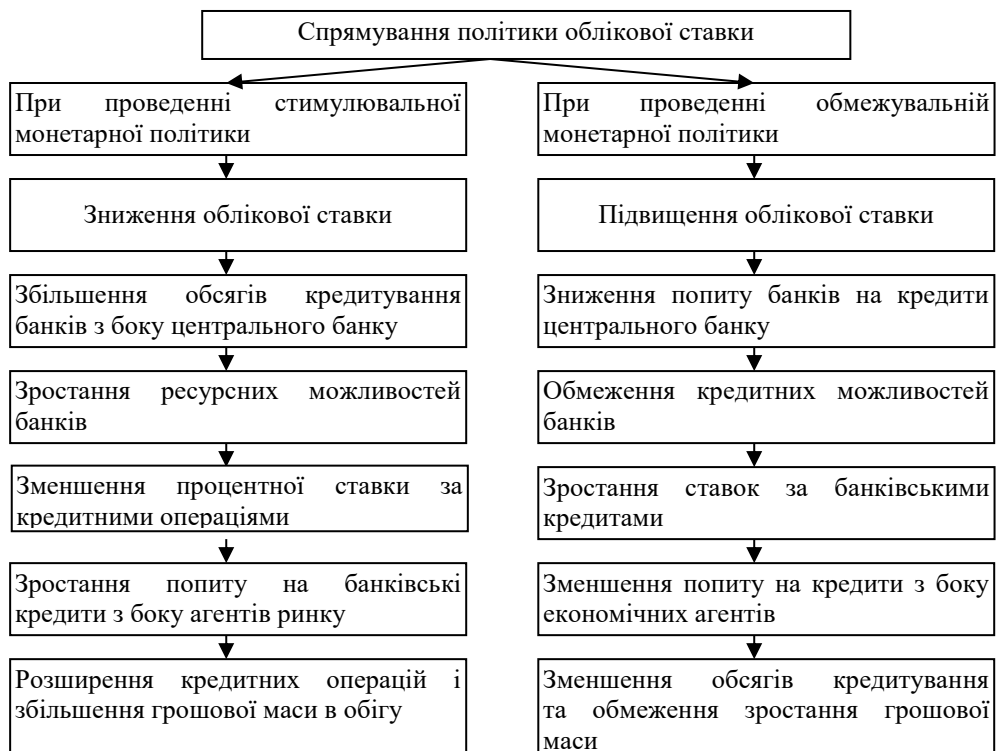 Спрямування політики облікової ставки
При проведенні стимулювальної
монетарної політики
Зниження облікової ставки
Збільшення обсягів кредитування
банків з боку центрального банку
Зростання ресурсних можливостей
банків
Зменшення процентної ставки за
кредитними операціями
Зростання попиту на банківські
кредити з боку агентів ринку
Розширення кредитних операцій і
збільшення грошової маси в обігу
При проведенні обмежувальній
монетарної політики
Підвищення облікової ставки
Зниження попиту банків на кредити
центрального банку
Обмеження кредитних можливостей
банків
Зростання ставок за банківськими
кредитами
Зменшення попиту на кредити з боку
економічних агентів
Зменшення обсягів кредитування
та обмеження зростання грошової
маси